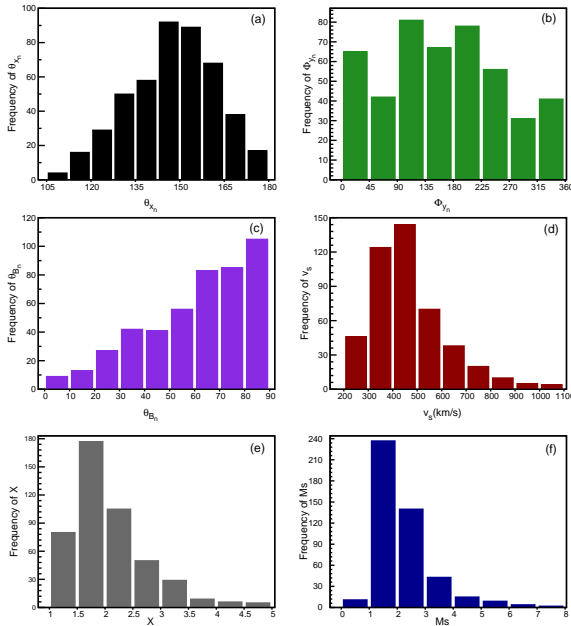 100
80
60
40
20
0
Frequency of θxn
(a)
105 120 135 150 165 180
θxn
80
70
60
50
40
30
20
10
0
Frequency of Φyn
(b)
0 45 90 135 180 225 270 315 360
Φyn
120
100
80
60
40
20
0
Frequency of θBn
(c)
0 10 20 30 40 50 60 70 80 90
θBn
150
120
90
60
30
0
Frequency of vs
(d)
200 300 400 500 600 700 800 900 1000 1100
vs(km/s)
180
150
120
90
60
30
0
Frequency of X
(e)
1 1.5 2 2.5 3 3.5 4 4.5 5
X
240
210
180
150
120
90
60
30
0
Frequency of Ms
(f)
0 1 2 3 4 5 6 7 8
Ms